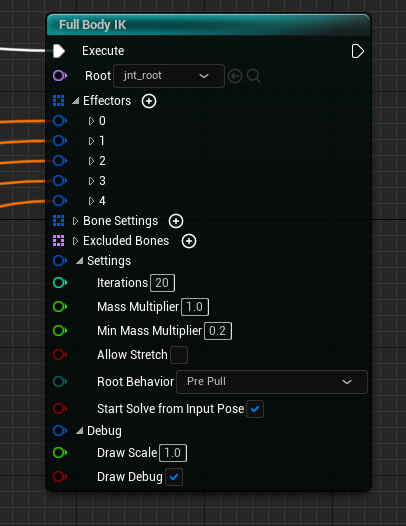 Full Body IK
Execute
Root jnt_root
Effectors
0
1
2
3
4
Bone Settings
Excluded Bones
Settings
Iterations 20
Mass Multiplier 1.0
Min Mass Multiplier 0.2
Allow Stretch
Root Behavior Pre Pull
Start Solve from Input Pose
Debug
Draw Scale 1.0
Draw Debug